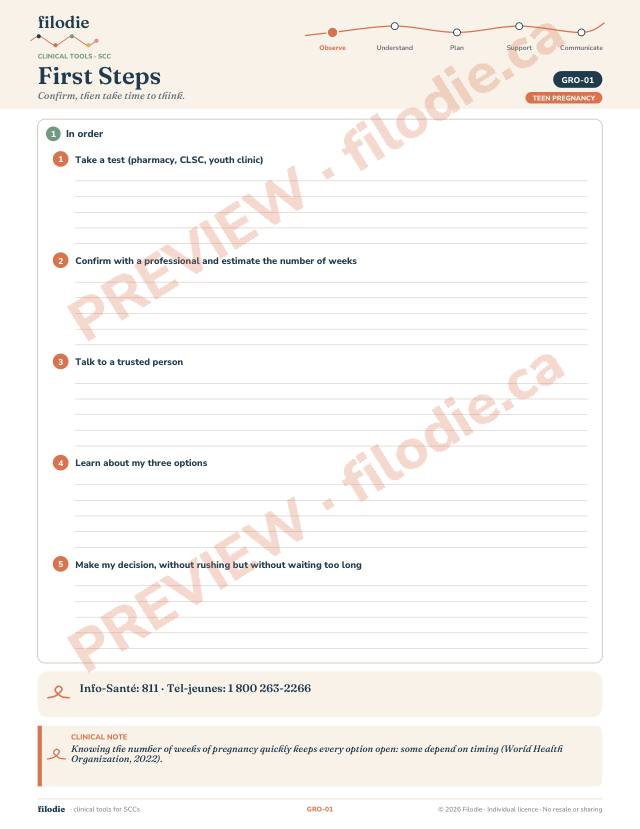 filodie
CLINICAL TOOLS · SCC
First Steps
Confirm, then take time to think.
Observe Understand Plan Support Communicate
GRO-01
TEEN PREGNANCY
1 In order
1 Take a test (pharmacy, CLSC, youth clinic)
2 Confirm with a professional and estimate the number of weeks
3 Talk to a trusted person
4 Learn about my three options
5 Make my decision, without rushing but without waiting too long
PREVIEW · filodie.ca
PREVIEW · filodie.ca
Info-Santé: 811 · Tel-jeunes: 1 800 263-2266
CLINICAL NOTE
Knowing the number of weeks of pregnancy quickly keeps every option open: some depend on timing (World Health
Organization, 2022).
filodie · clinical tools for SCCs GRO-01 © 2026 Filodie · Individual licence · No resale or sharing